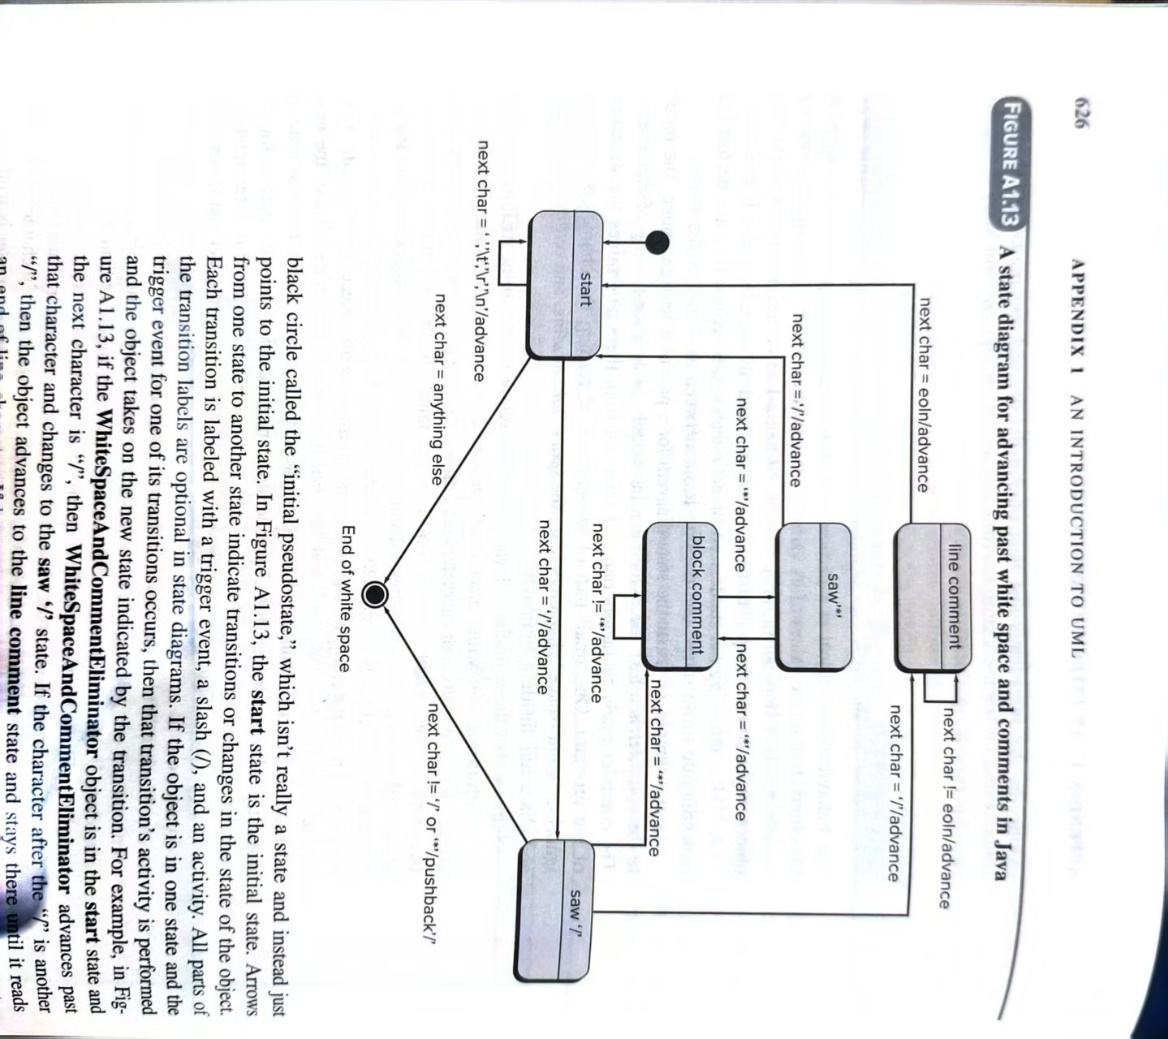 626 APPENDIX 1 AN INTRODUCTION TO UML
FIGURE A1.13 A state diagram for advancing past white space and comments in Java
line comment
next char != eoln/advance
next char = eoln/advance
next char = '/'/advance
saw'*'
next char ='/'/advance
next char = '*'/advance
next char = '*'/advance
block comment
next char = '*'/advance
next char != '*'/advance
start
saw '/'
next char ='/'/advance
next char = ' ','\t','\r','\n'/advance
next char = anything else
next char != '/' or '*'/pushback'/'
End of white space
black circle called the “initial pseudostate,” which isn’t really a state and instead just
points to the initial state. In Figure A1.13, the start state is the initial state. Arrows
from one state to another state indicate transitions or changes in the state of the object.
Each transition is labeled with a trigger event, a slash (/), and an activity. All parts of
the transition labels are optional in state diagrams. If the object is in one state and the
trigger event for one of its transitions occurs, then that transition’s activity is performed
and the object takes on the new state indicated by the transition. For example, in Fig-
ure A1.13, if the WhiteSpaceAndCommentEliminator object is in the start state and
the next character is “/”, then WhiteSpaceAndCommentEliminator advances past
that character and changes to the saw ‘/’ state. If the character after the “/” is another
“/”, then the object advances to the line comment state and stays there until it reads